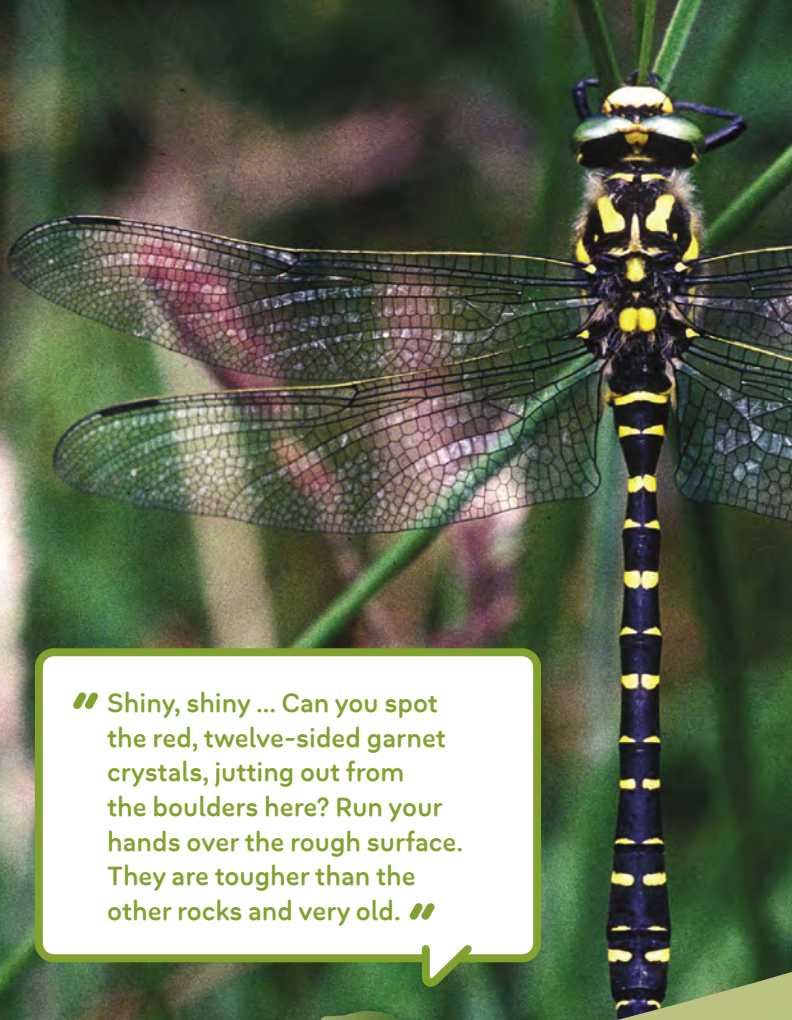 " Shiny, shiny ... Can you spot
the red, twelve-sided garnet
crystals, jutting out from
the boulders here? Run your
hands over the rough surface.
They are tougher than the
other rocks and very old. "